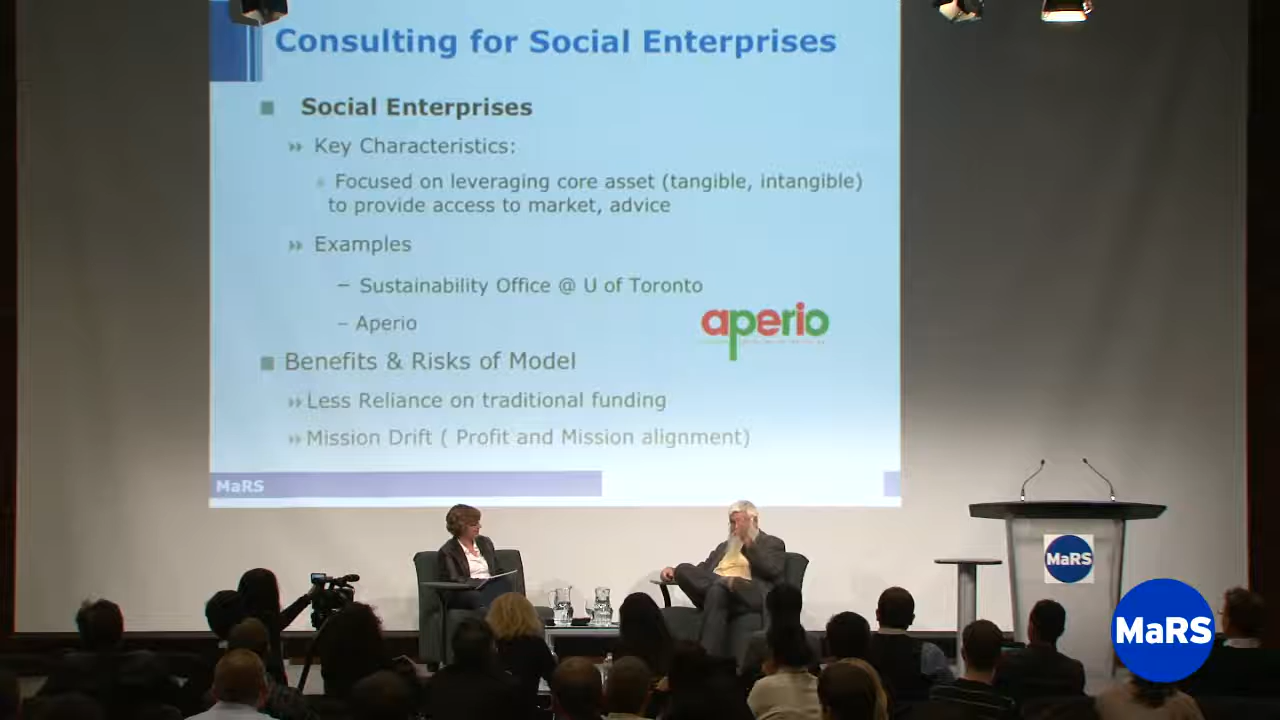 Consulting for Social Enterprises
Social Enterprises
Key Characteristics:
Focused on leveraging core asset (tangible, intangible)
to provide access to market, advice
Examples
– Sustainability Office @ U of Toronto
– Aperio
aperio
Benefits & Risks of Model
Less Reliance on traditional funding
Mission Drift ( Profit and Mission alignment)
MaRS
MaRS
MaRS